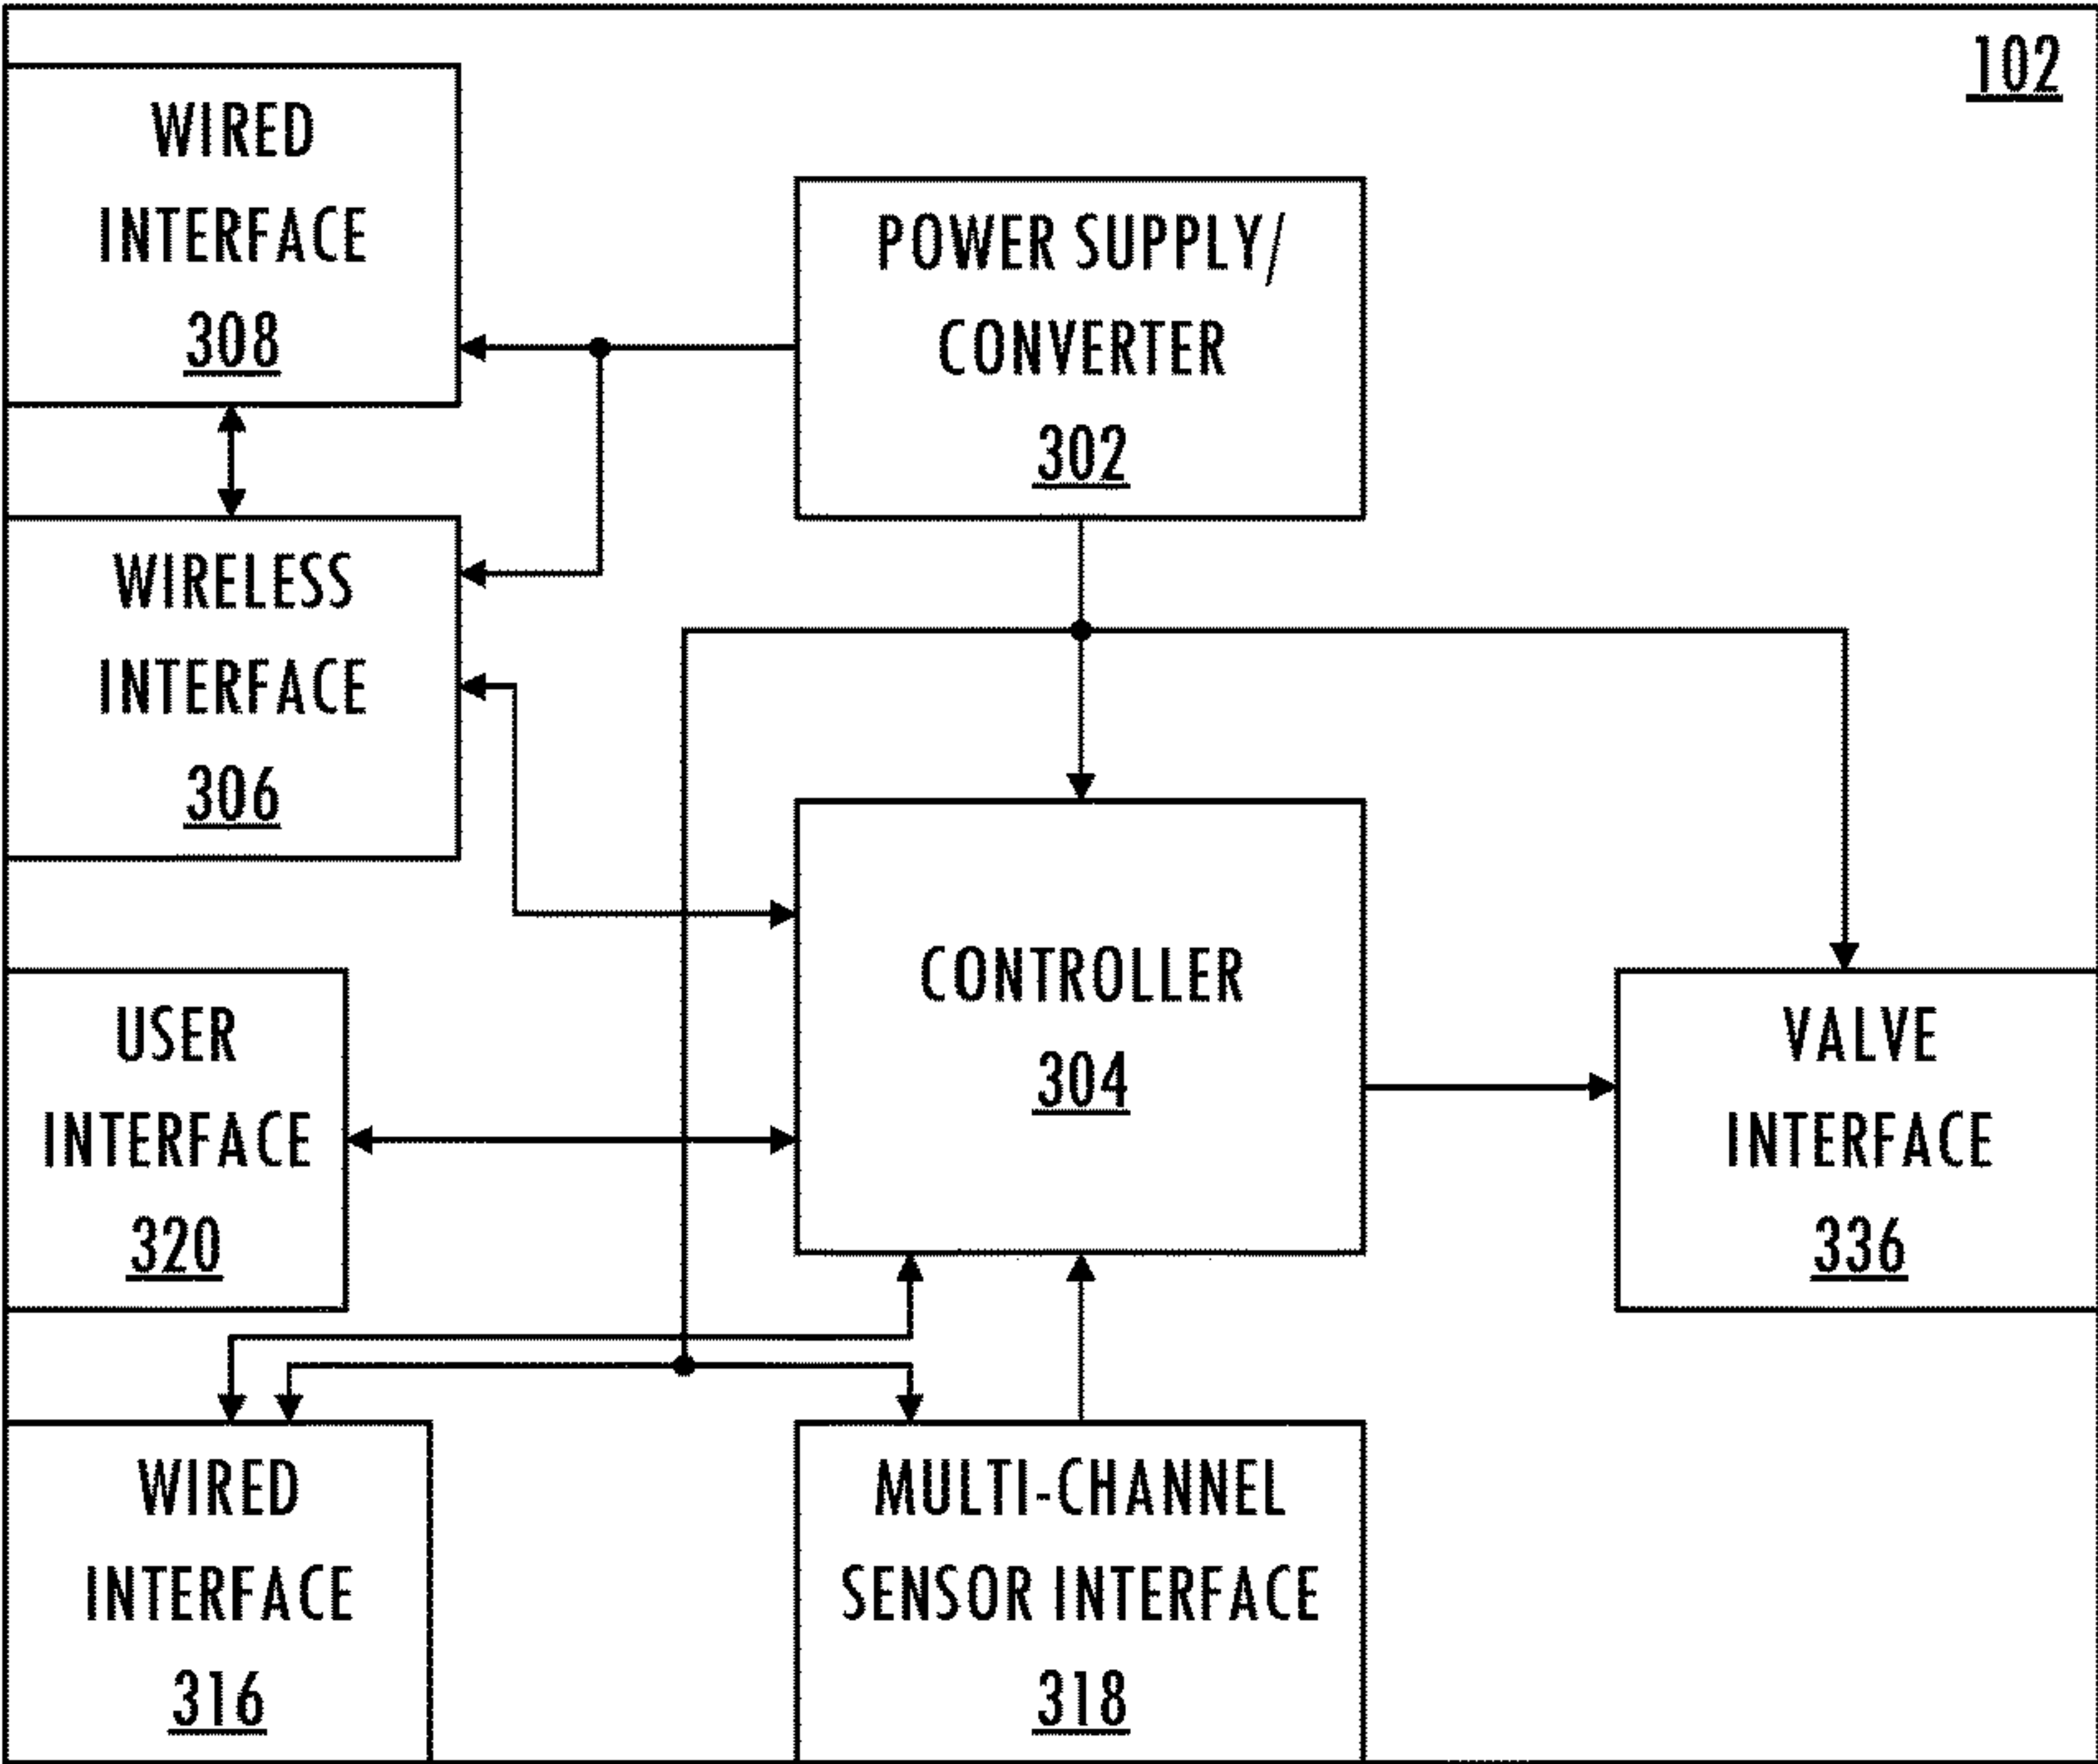 102
WIRED
INTERFACE
308
POWER SUPPLY/
CONVERTER
302
WIRELESS
INTERFACE
306
CONTROLLER
304
USER
INTERFACE
320
VALVE
INTERFACE
336
WIRED
INTERFACE
316
MULTI-CHANNEL
SENSOR INTERFACE
318